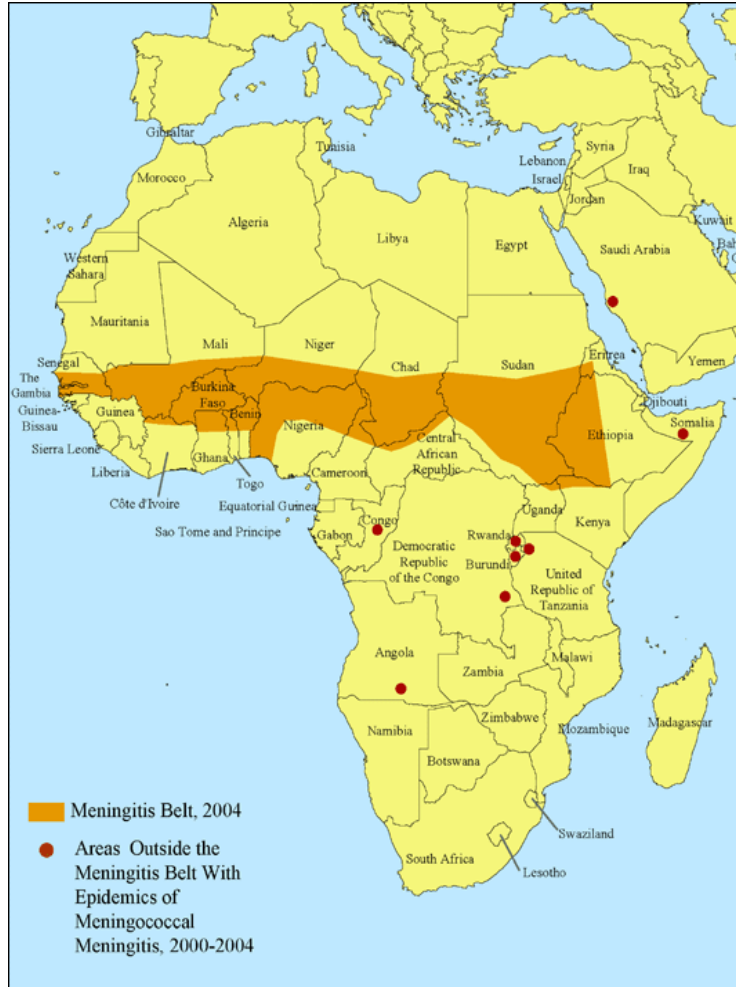 Gibraltar
Tunisia
Syria
Lebanon
Iraq
Morocco
Israel
Jordan
Kuwait
Algeria
Libya
Egypt
Saudi Arabia
Western
Sahara
Mauritania
Mali
Niger
Chad
Sudan
Eritrea
Yemen
Senegal
The
Gambia
Guinea-
Bissau
Burkina
Faso
Benin
Djibouti
Guinea
Nigeria
Somalia
Ethiopia
Sierra Leone
Central
African
Republic
Ghana
Liberia
Cameroon
Togo
Côte d'Ivoire
Equatorial Guinea
Uganda
Kenya
Congo
Sao Tome and Principe
Gabon
Rwanda
Democratic
Republic
of the Congo
Burundi
United
Republic of
Tanzania
Angola
Malawi
Zambia
Zimbabwe
Mozambique
Madagascar
Namibia
Botswana
Swaziland
South Africa
Lesotho
Meningitis Belt, 2004
Areas Outside the
Meningitis Belt With
Epidemics of
Meningococcal
Meningitis, 2000-2004